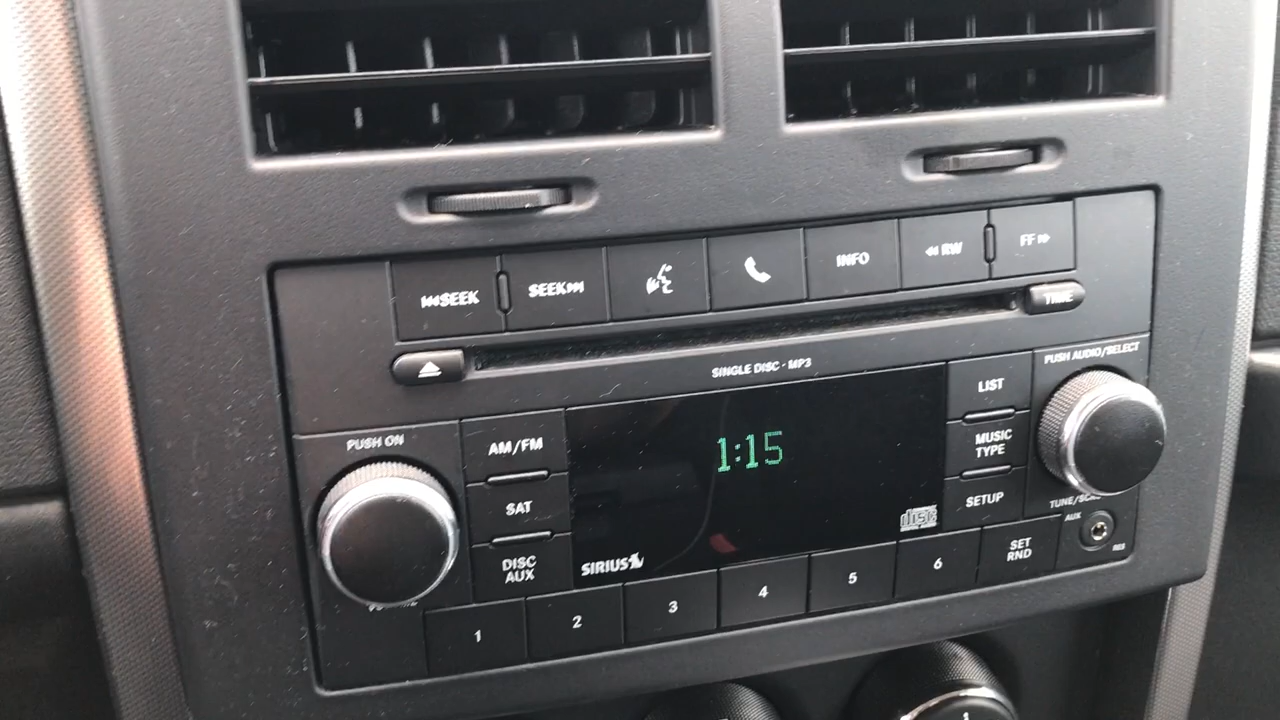 ⏮SEEK SEEK⏭ INFO ◀◀RW FF▶▶
TIME
SINGLE DISC · MP3
PUSH ON
AM/FM
SAT
DISC
AUX
1:15
SIRIUS
disc
LIST
MUSIC
TYPE
SETUP
PUSH AUDIO/SELECT
AUX
1 2 3 4 5 6
SET
RND